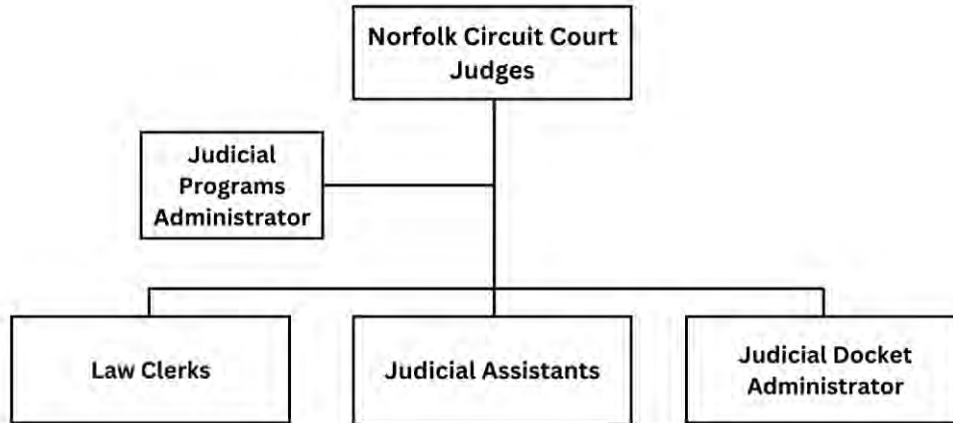 Norfolk Circuit Court
Judges
Judicial
Programs
Administrator
Law Clerks
Judicial Assistants
Judicial Docket
Administrator